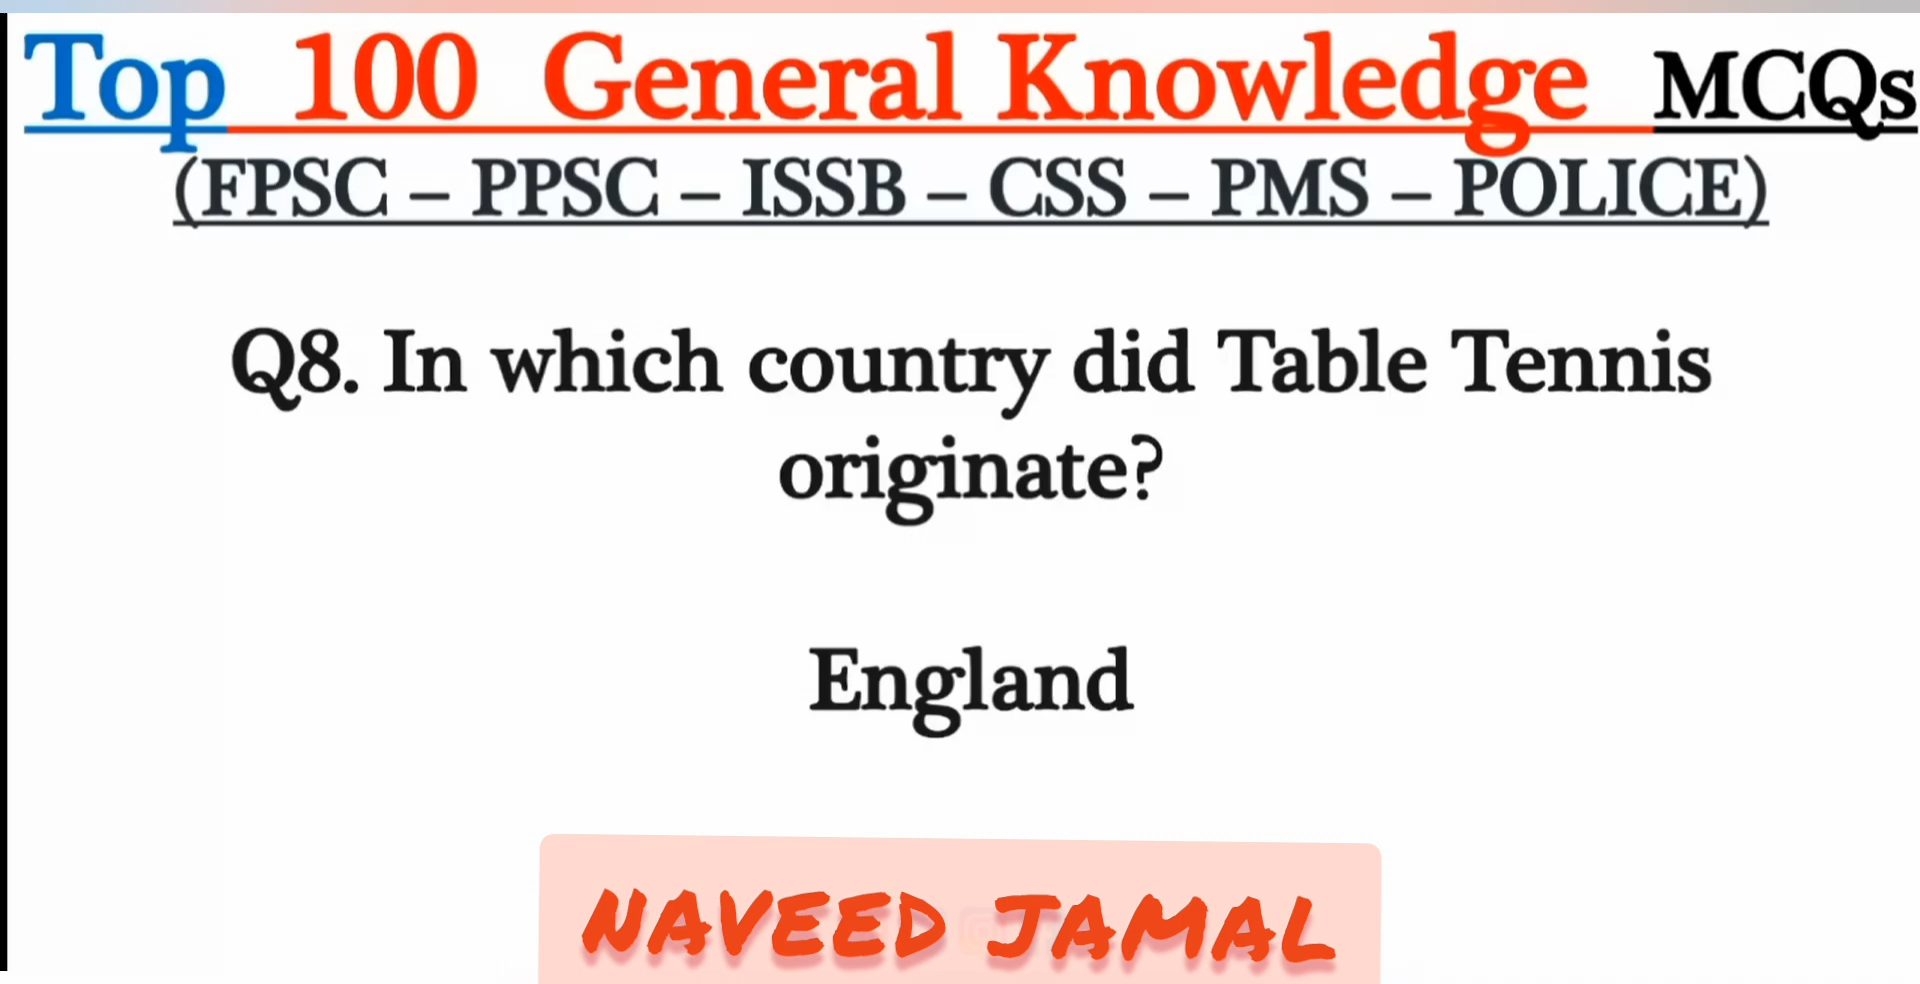 Top 100 General Knowledge MCQs
(FPSC – PPSC – ISSB – CSS – PMS – POLICE)
Q8. In which country did Table Tennis
originate?
England
NAVEED JAMAL